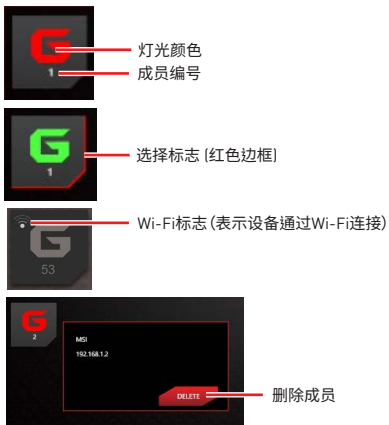 G
灯光颜色
1
成员编号
G
1
选择标志 (红色边框)
Wi-Fi标志 (表示设备通过Wi-Fi连接)
G
53
G
2
MSI
192.168.1.2
DELETE
删除成员